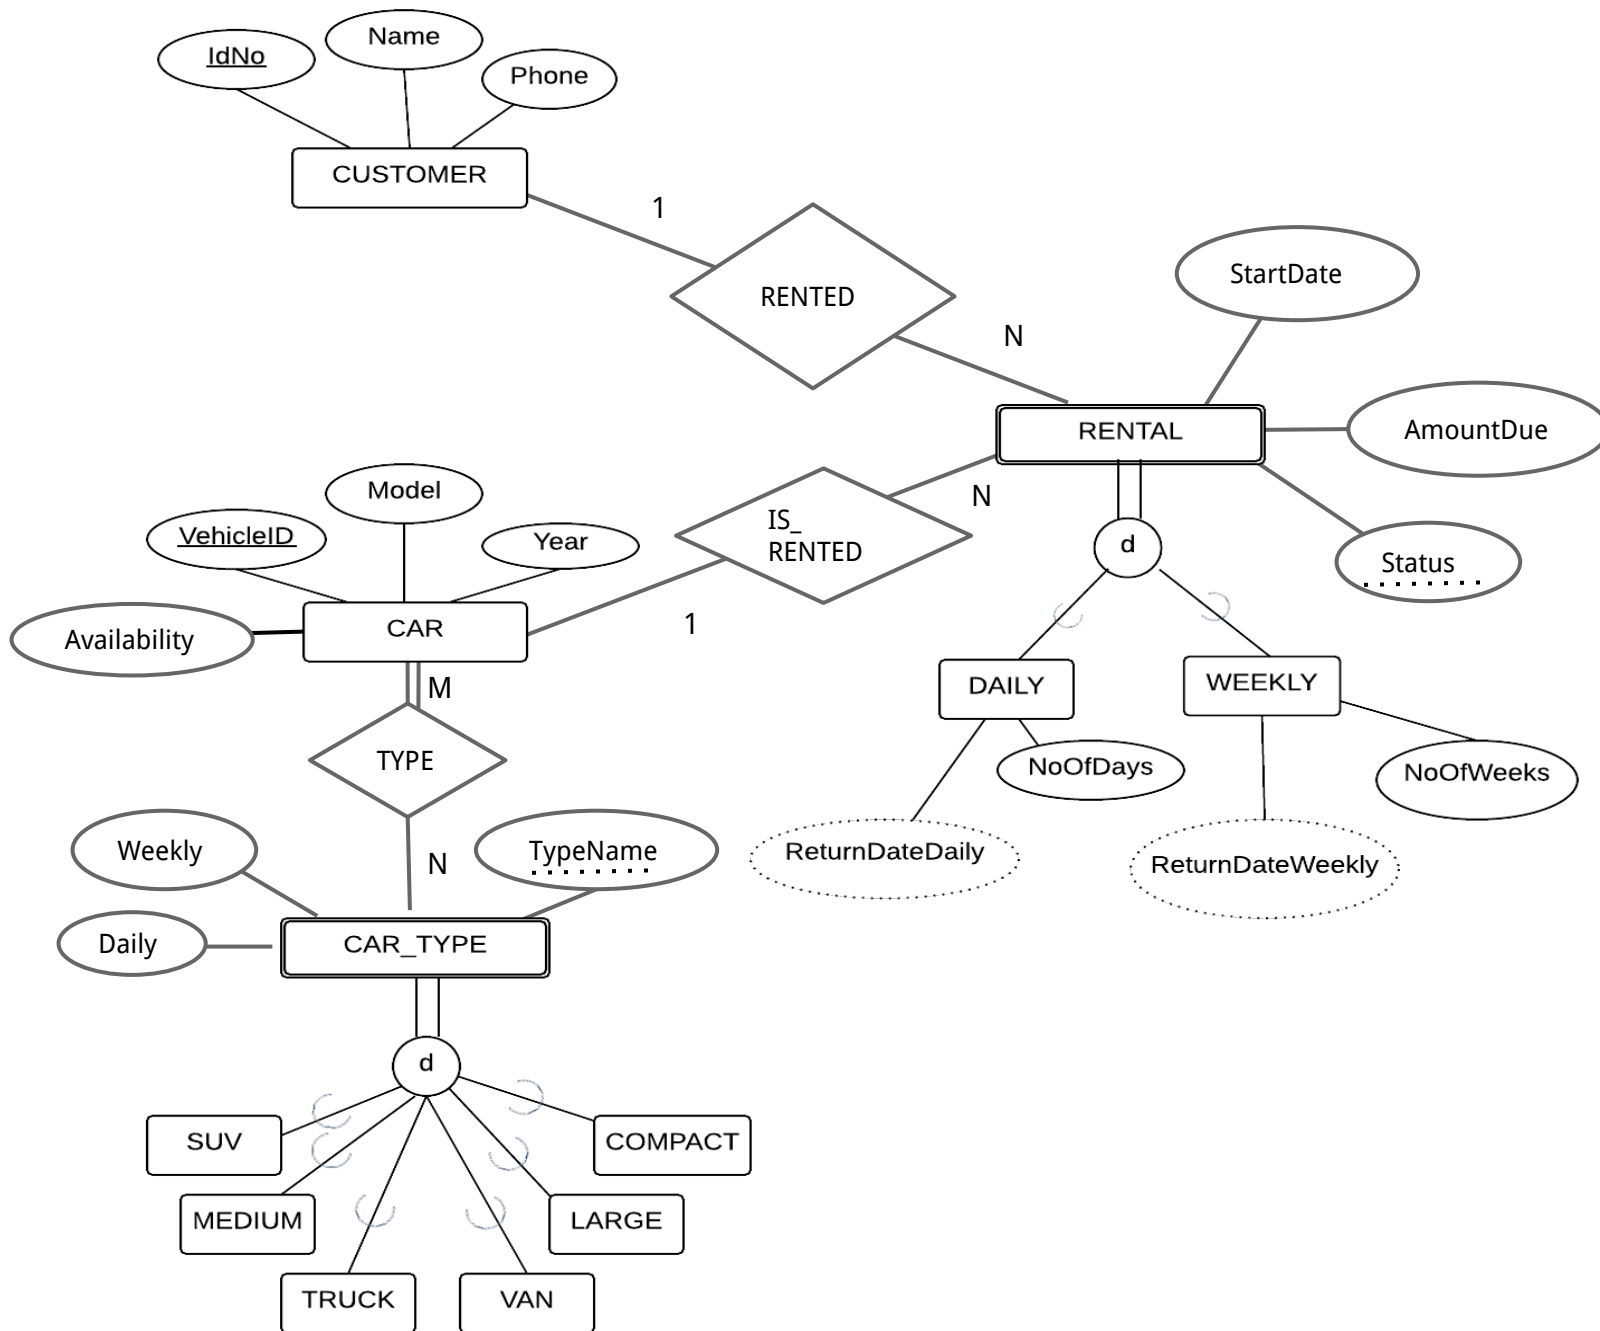 Name
IdNo
Phone
CUSTOMER
1
RENTED
StartDate
N
RENTAL
AmountDue
Model
N
VehicleID
IS_
RENTED
Year
d
Status
CAR
1
Availability
M
DAILY
WEEKLY
TYPE
NoOfDays
NoOfWeeks
Weekly
N
TypeName
ReturnDateDaily
ReturnDateWeekly
Daily
CAR_TYPE
d
SUV
COMPACT
MEDIUM
LARGE
TRUCK
VAN